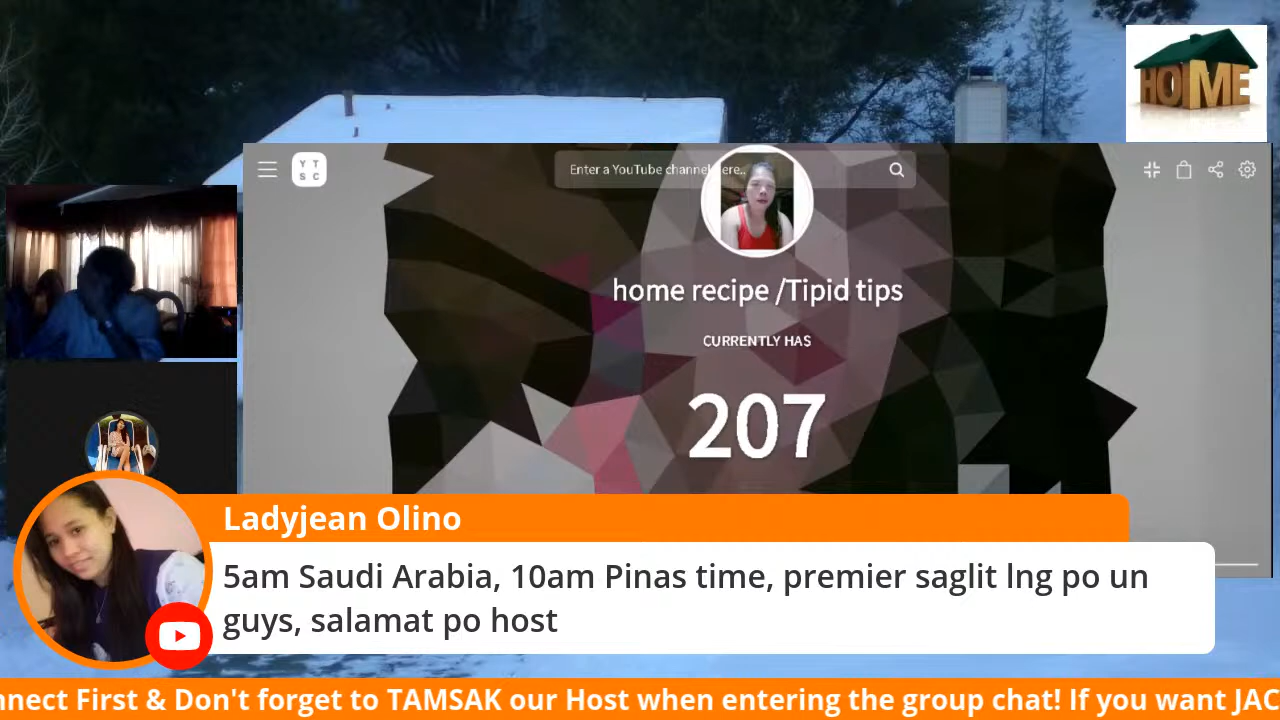 HOME
Y T
S C
Enter a YouTube channel here..
home recipe /Tipid tips
CURRENTLY HAS
207
Ladyjean Olino
5am Saudi Arabia, 10am Pinas time, premier saglit lng po un
guys, salamat po host
nnect First & Don't forget to TAMSAK our Host when entering the group chat! If you want JAC